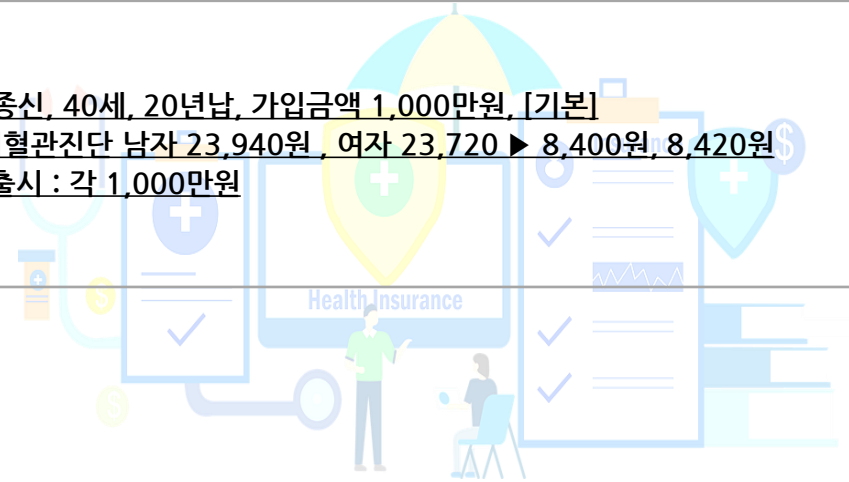 종신, 40세, 20년납, 가입금액 1,000만원, [기본]
혈관진단 남자 23,940원 , 여자 23,720 ▶ 8,400원, 8,420원
출시 : 각 1,000만원
Health Insurance